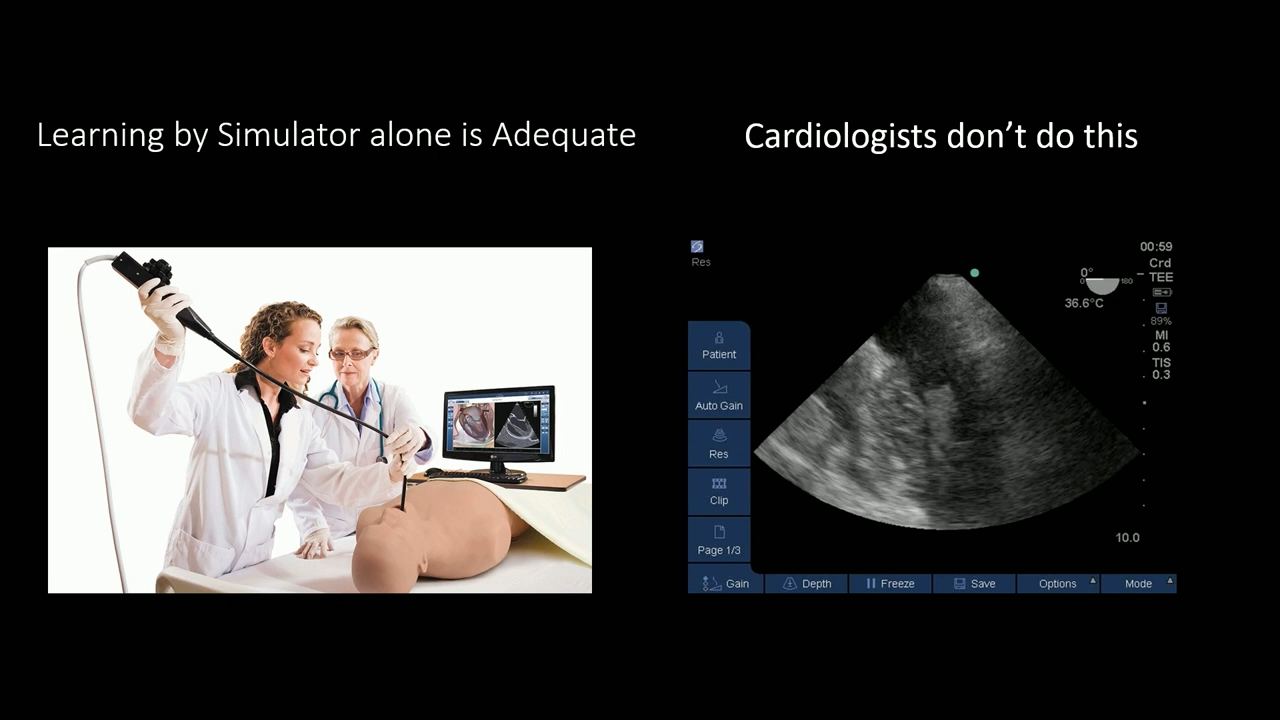 Learning by Simulator alone is Adequate
Cardiologists don’t do this
Res
00:59
Crd
TEE
0°
0
180
36.6°C
89%
MI
0.6
TIS
0.3
Patient
Auto Gain
Res
Clip
Page 1/3
10.0
Gain
Depth
Freeze
Save
Options
Mode